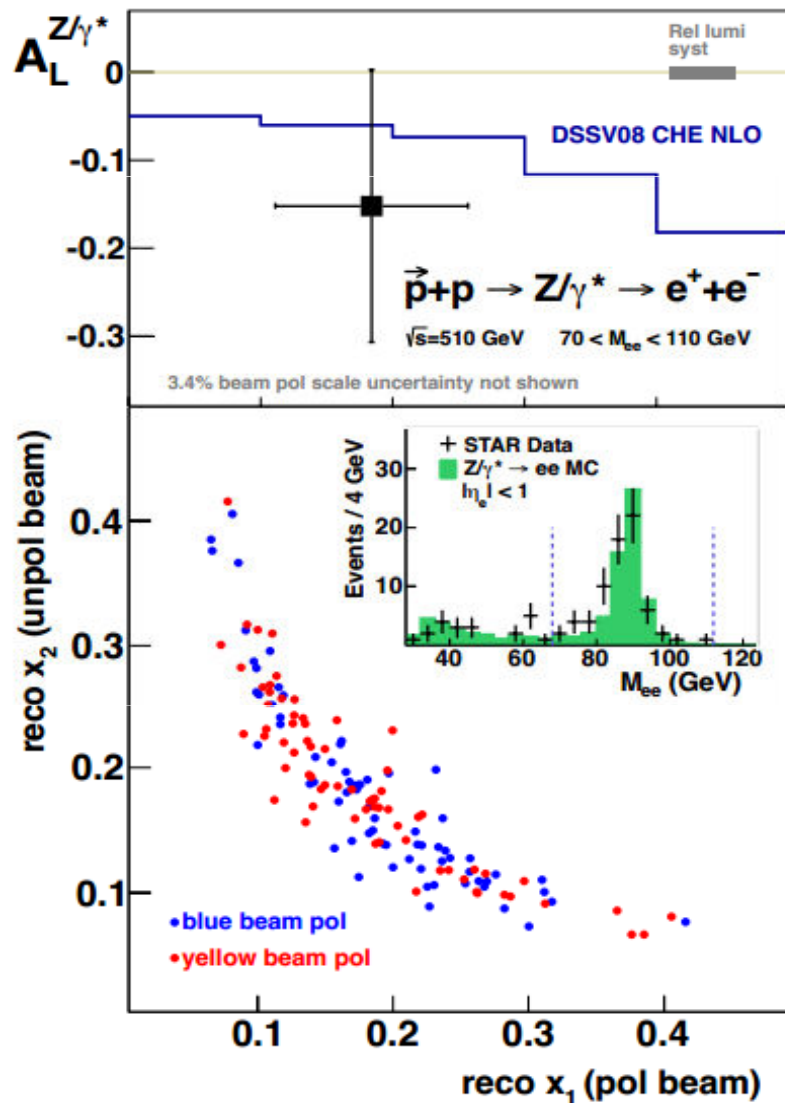 A_L^{Z/γ*}
Rel lumi
syst
0
DSSV08 CHE NLO
-0.1
-0.2
p⃗+p → Z/γ* → e⁺+e⁻
-0.3
√s=510 GeV 70 < M_ee < 110 GeV
3.4% beam pol scale uncertainty not shown
reco x₂ (unpol beam)
0.4
0.3
0.2
0.1
Events / 4 GeV
30
20
10
STAR Data
Z/γ* → ee MC
|η_e| < 1
40 60 80 100 120
M_ee (GeV)
blue beam pol
yellow beam pol
0.1 0.2 0.3 0.4
reco x₁ (pol beam)